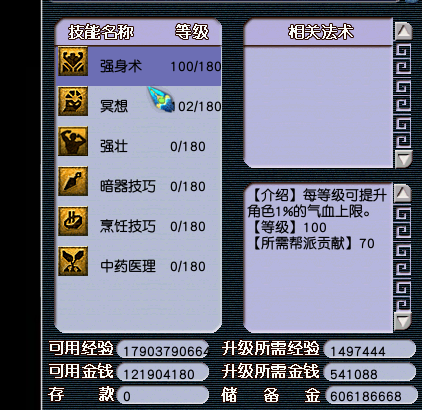 技能名称 等级
强身术 100/180
冥想 102/180
强壮 0/180
暗器技巧 0/180
烹饪技巧 0/180
中药医理 0/180
相关法术
【介绍】每等级可提升
角色1%的气血上限。
【等级】100
【所需帮派贡献】70
可用经验 17903790664 升级所需经验 1497444
可用金钱 121904180 升级所需金钱 541088
存款 0 储备金 606186668